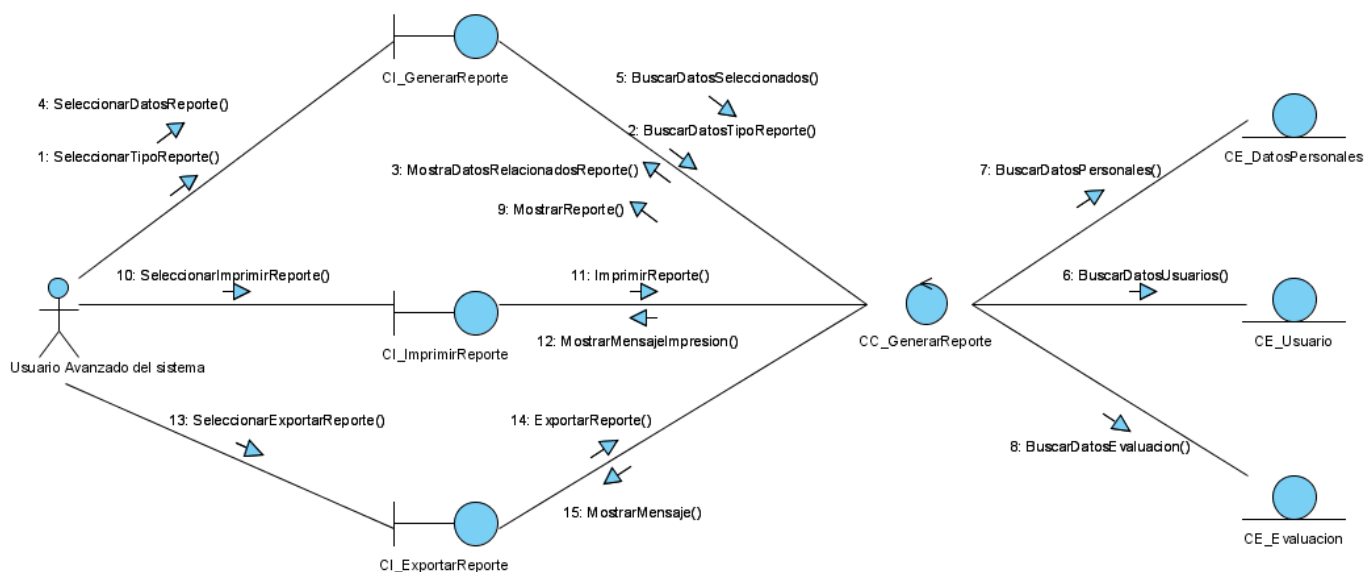 CI_GenerarReporte
4: SeleccionarDatosReporte()
1: SeleccionarTipoReporte()
5: BuscarDatosSeleccionados()
2: BuscarDatosTipoReporte()
3: MostraDatosRelacionadosReporte()
9: MostrarReporte()
7: BuscarDatosPersonales()
CE_DatosPersonales
10: SeleccionarImprimirReporte()
11: ImprimirReporte()
12: MostrarMensajeImpresion()
CI_ImprimirReporte
Usuario Avanzado del sistema
CC_GenerarReporte
6: BuscarDatosUsuarios()
CE_Usuario
13: SeleccionarExportarReporte()
14: ExportarReporte()
15: MostrarMensaje()
CI_ExportarReporte
8: BuscarDatosEvaluacion()
CE_Evaluacion